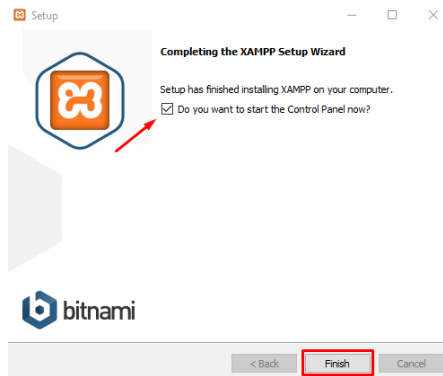 Setup
Completing the XAMPP Setup Wizard
Setup has finished installing XAMPP on your computer.
Do you want to start the Control Panel now?
bitnami
< Back
Finish
Cancel